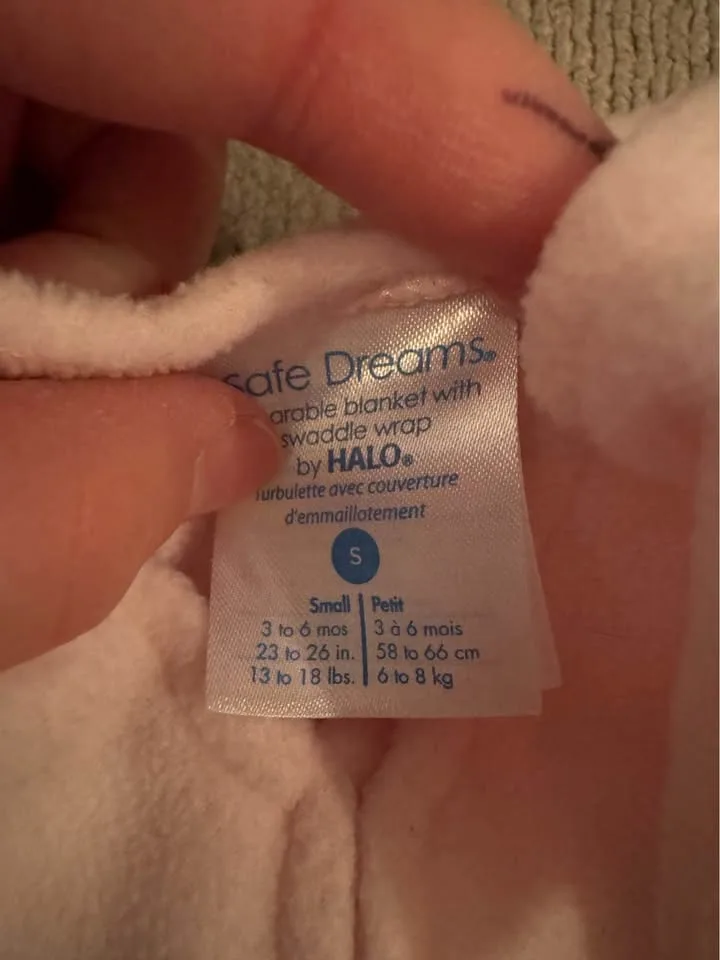 Safe Dreams®
arable blanket with
swaddle wrap
by HALO®
urbulette avec couverture
d'emmaillotement
S
Small | Petit
3 to 6 mos | 3 à 6 mois
23 to 26 in. | 58 to 66 cm
13 to 18 lbs. | 6 to 8 kg